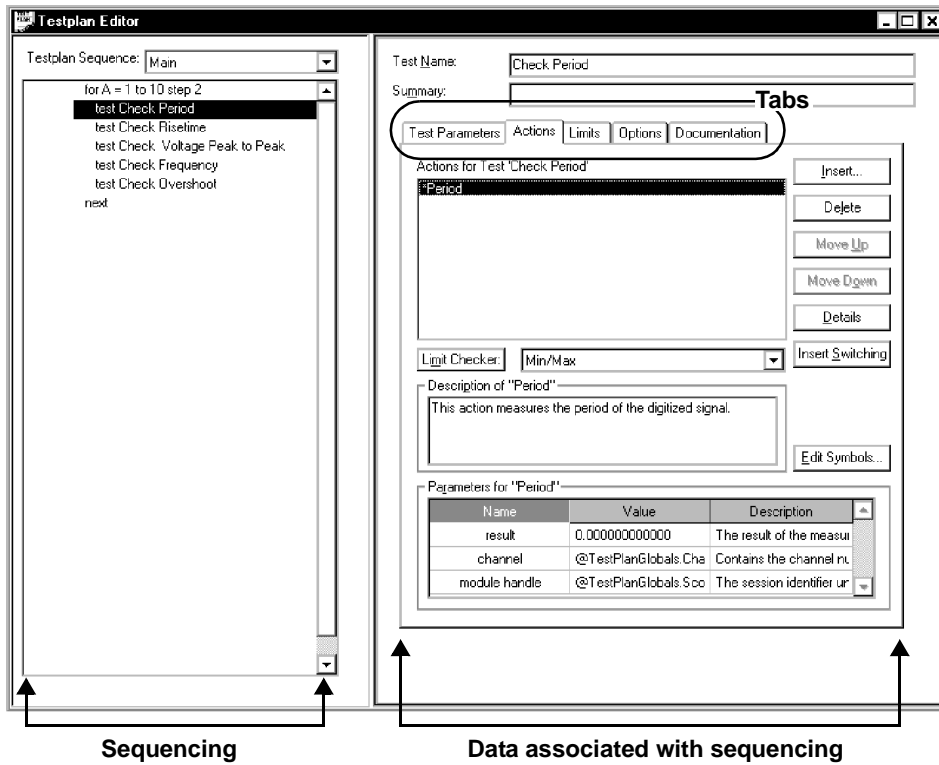 Testplan Editor
Testplan Sequence: Main
for A = 1 to 10 step 2
test Check Period
test Check Risetime
test Check Voltage Peak to Peak
test Check Frequency
test Check Overshoot
next
Test Name: Check Period
Summary:
Tabs
Test Parameters Actions Limits Options Documentation
Actions for Test 'Check Period'
*Period
Insert...
Delete
Move Up
Move Down
Details
Insert Switching
Limit Checker: Min/Max
Description of "Period"
This action measures the period of the digitized signal.
Edit Symbols...
Parameters for "Period"
Name Value Description
result 0.000000000000 The result of the measur
channel @TestPlanGlobals.Cha Contains the channel nu
module handle @TestPlanGlobals.Sco The session identifier ur
Sequencing
Data associated with sequencing